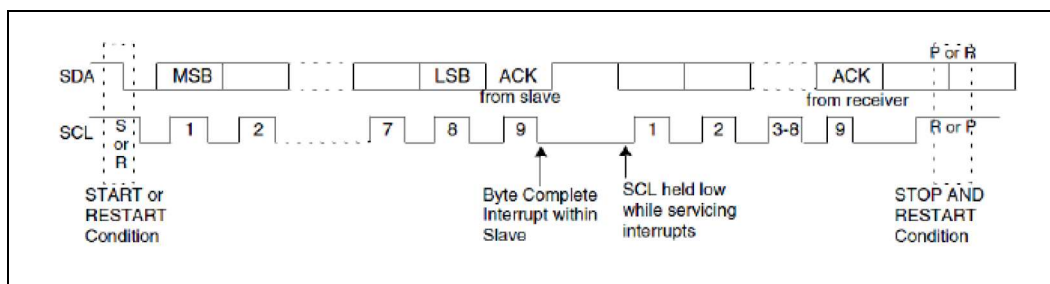 P or R
SDA MSB LSB ACK ACK
from slave from receiver
SCL S or R 1 2 7 8 9 1 2 3-8 9 R or P
START or RESTART Condition
Byte Complete Interrupt within Slave
SCL held low while servicing interrupts
STOP AND RESTART Condition